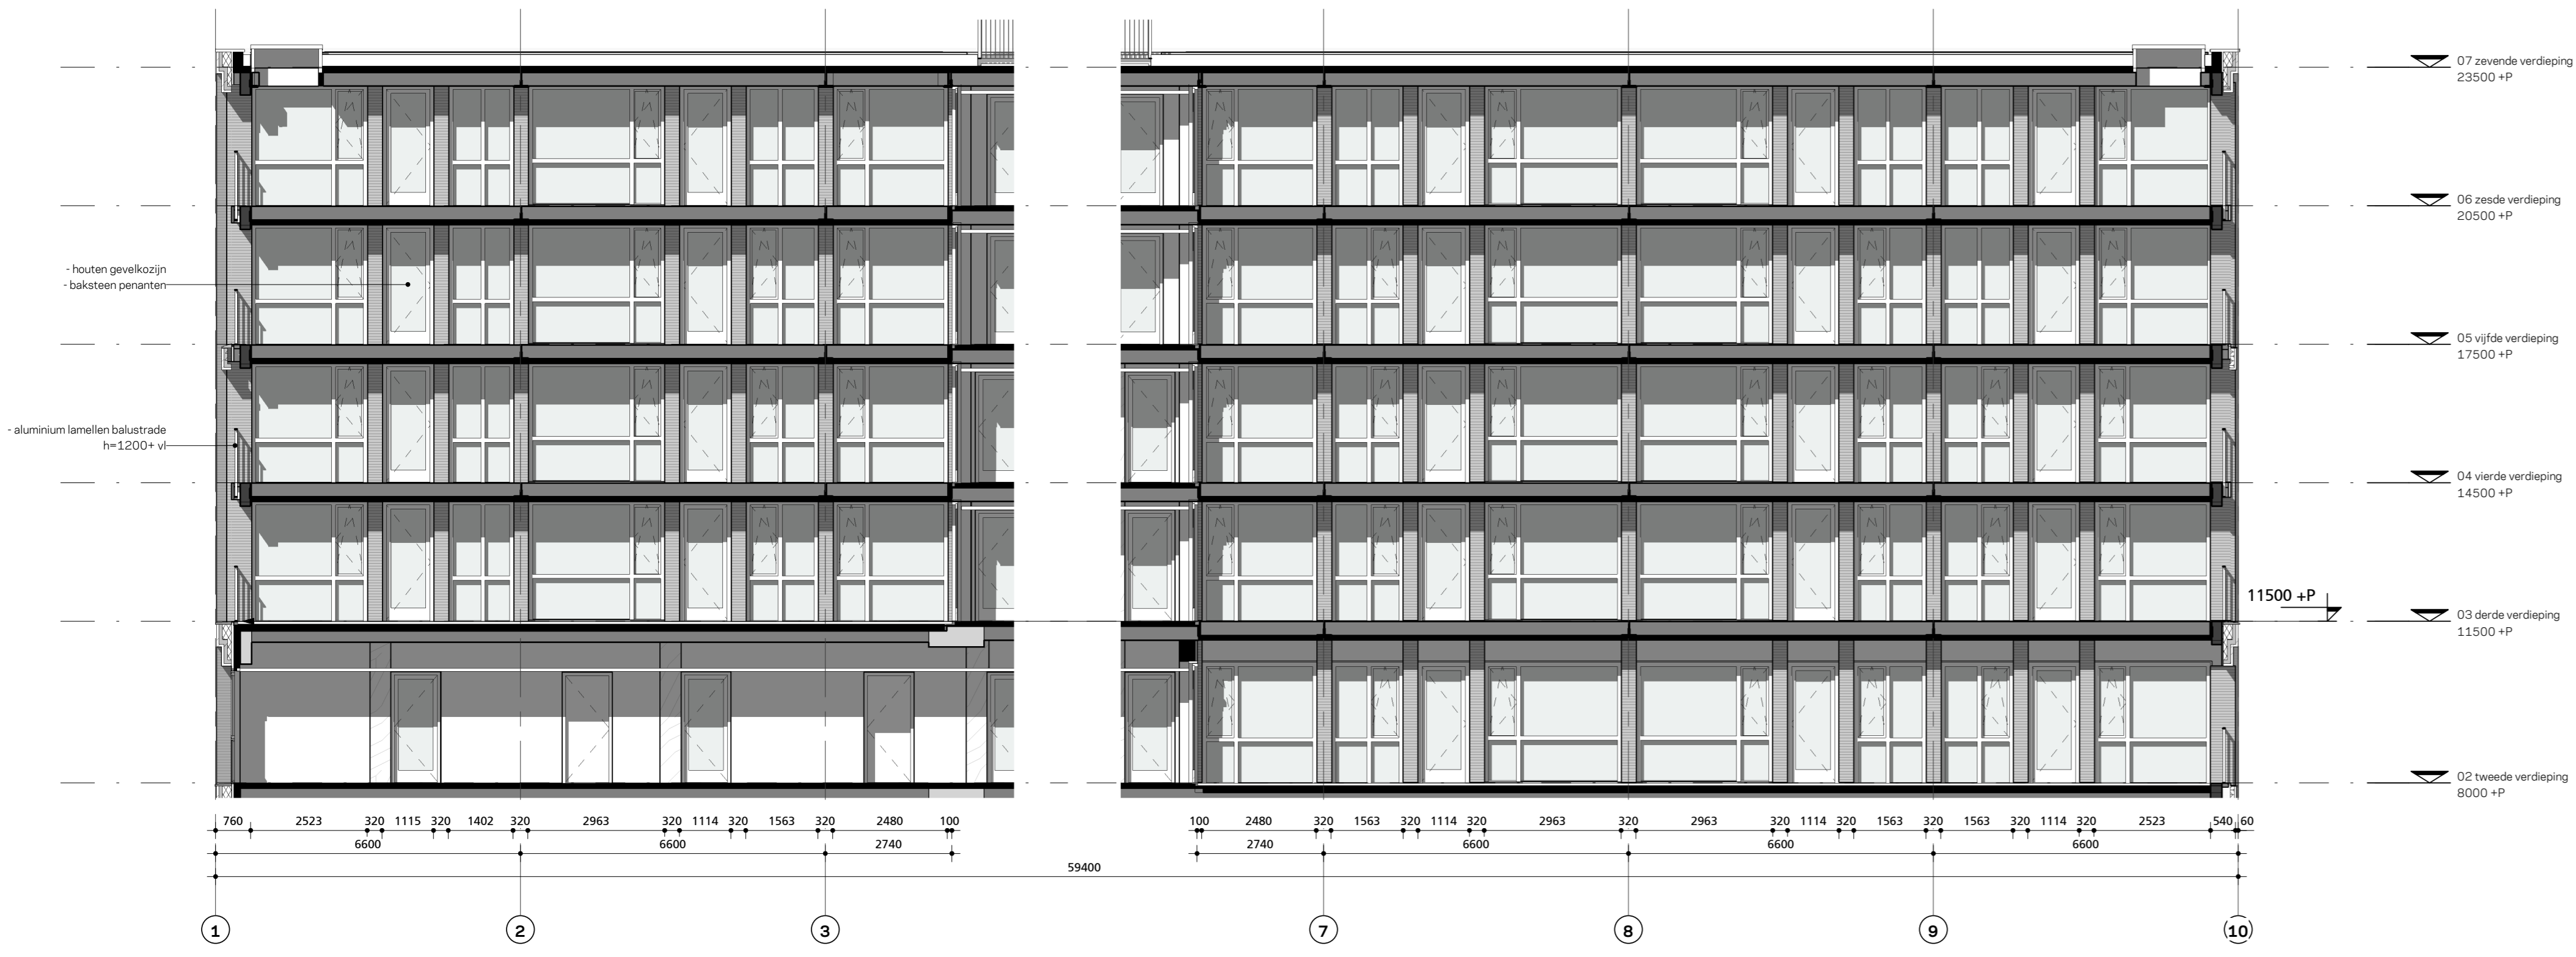 07 zevende verdieping
23500 +P
06 zesde verdieping
20500 +P
- houten gevelkozijn
- baksteen penanten
05 vijfde verdieping
17500 +P
- aluminium lamellen balustrade
h=1200+ vl
04 vierde verdieping
14500 +P
11500 +P
03 derde verdieping
11500 +P
02 tweede verdieping
8000 +P
760 2523 320 1115 320 1402 320 2963 320 1114 320 1563 320 2480 100 100 2480 320 1563 320 1114 320 2963 320 2963 320 1114 320 1563 320 1563 320 1114 320 2523 540 60
6600 6600 2740 2740 6600 6600 6600
59400
1 2 3 7 8 9 10